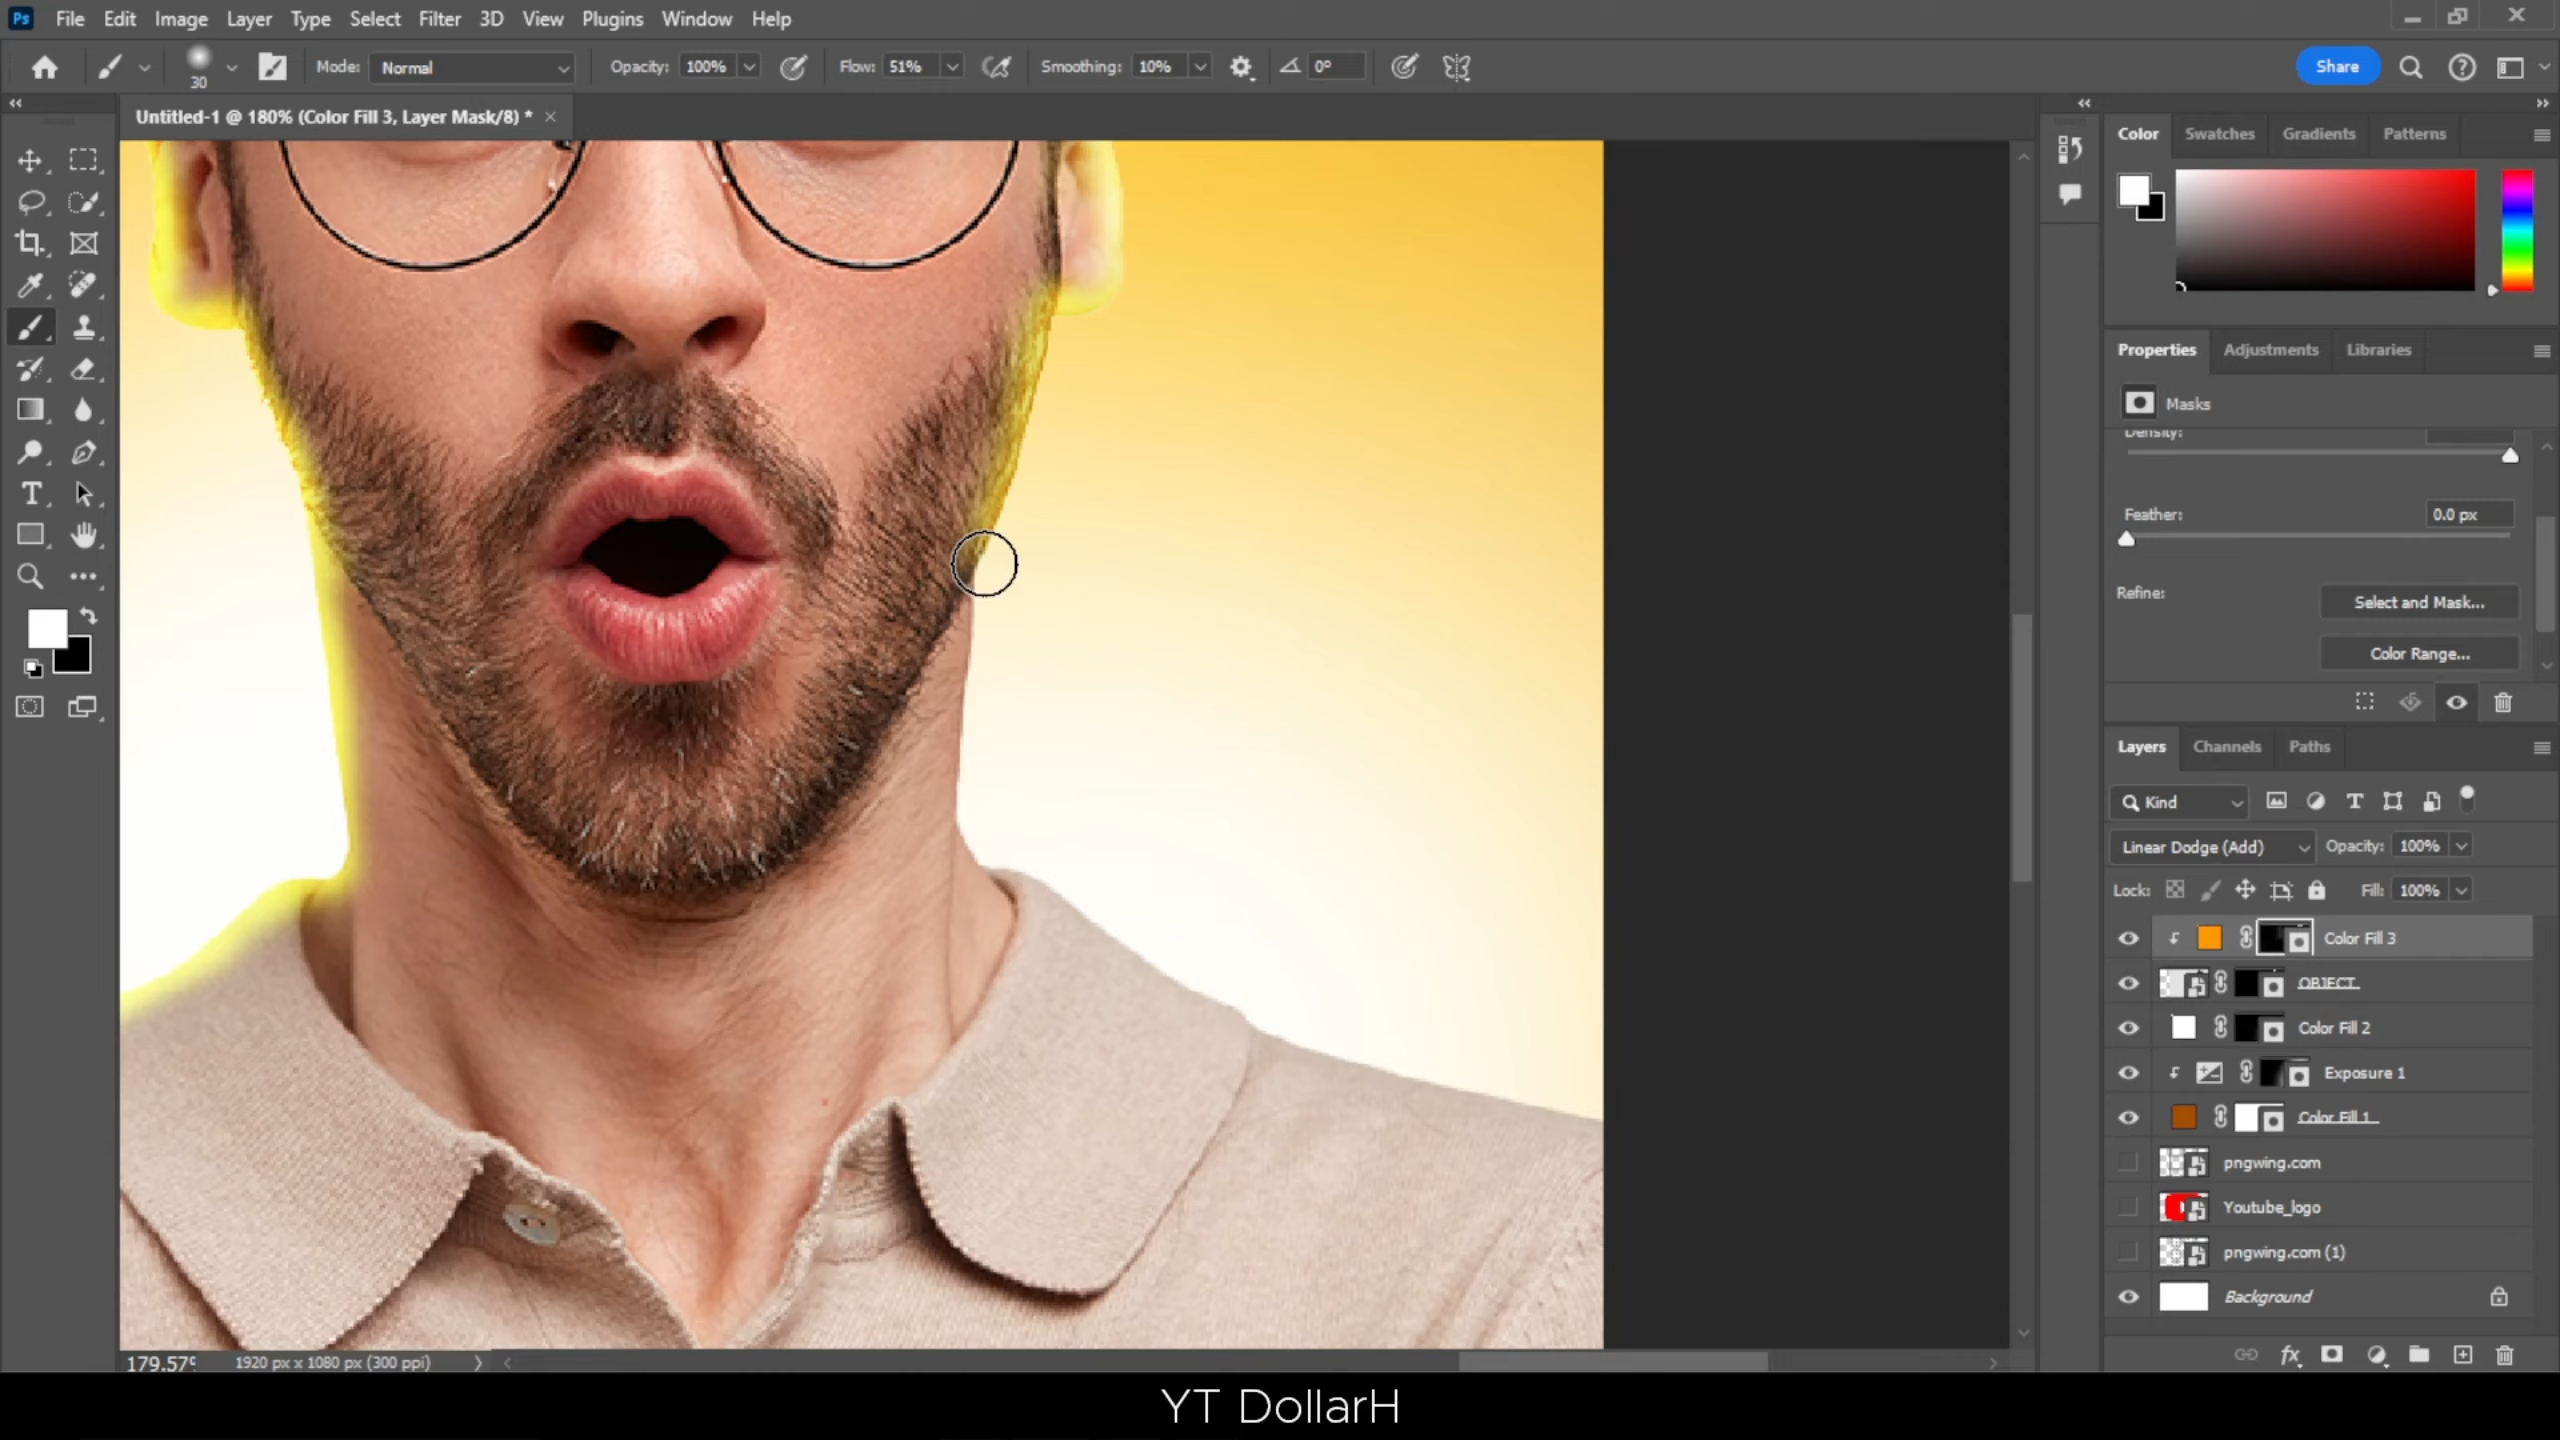 Ps File Edit Image Layer Type Select Filter 3D View Plugins Window Help
30 Mode: Normal Opacity: 100% Flow: 51% Smoothing: 10% 0° Share
Untitled-1 @ 180% (Color Fill 3, Layer Mask/8) *
Color Swatches Gradients Patterns
Properties Adjustments Libraries
Masks
Density:
Feather: 0.0 px
Refine: Select and Mask...
Color Range...
Layers Channels Paths
Kind
Linear Dodge (Add) Opacity: 100%
Lock: Fill: 100%
Color Fill 3
OBJECT
Color Fill 2
Exposure 1
Color Fill 1
pngwing.com
Youtube_logo
pngwing.com (1)
Background
179.57% 1920 px x 1080 px (300 ppi)
YT DollarH